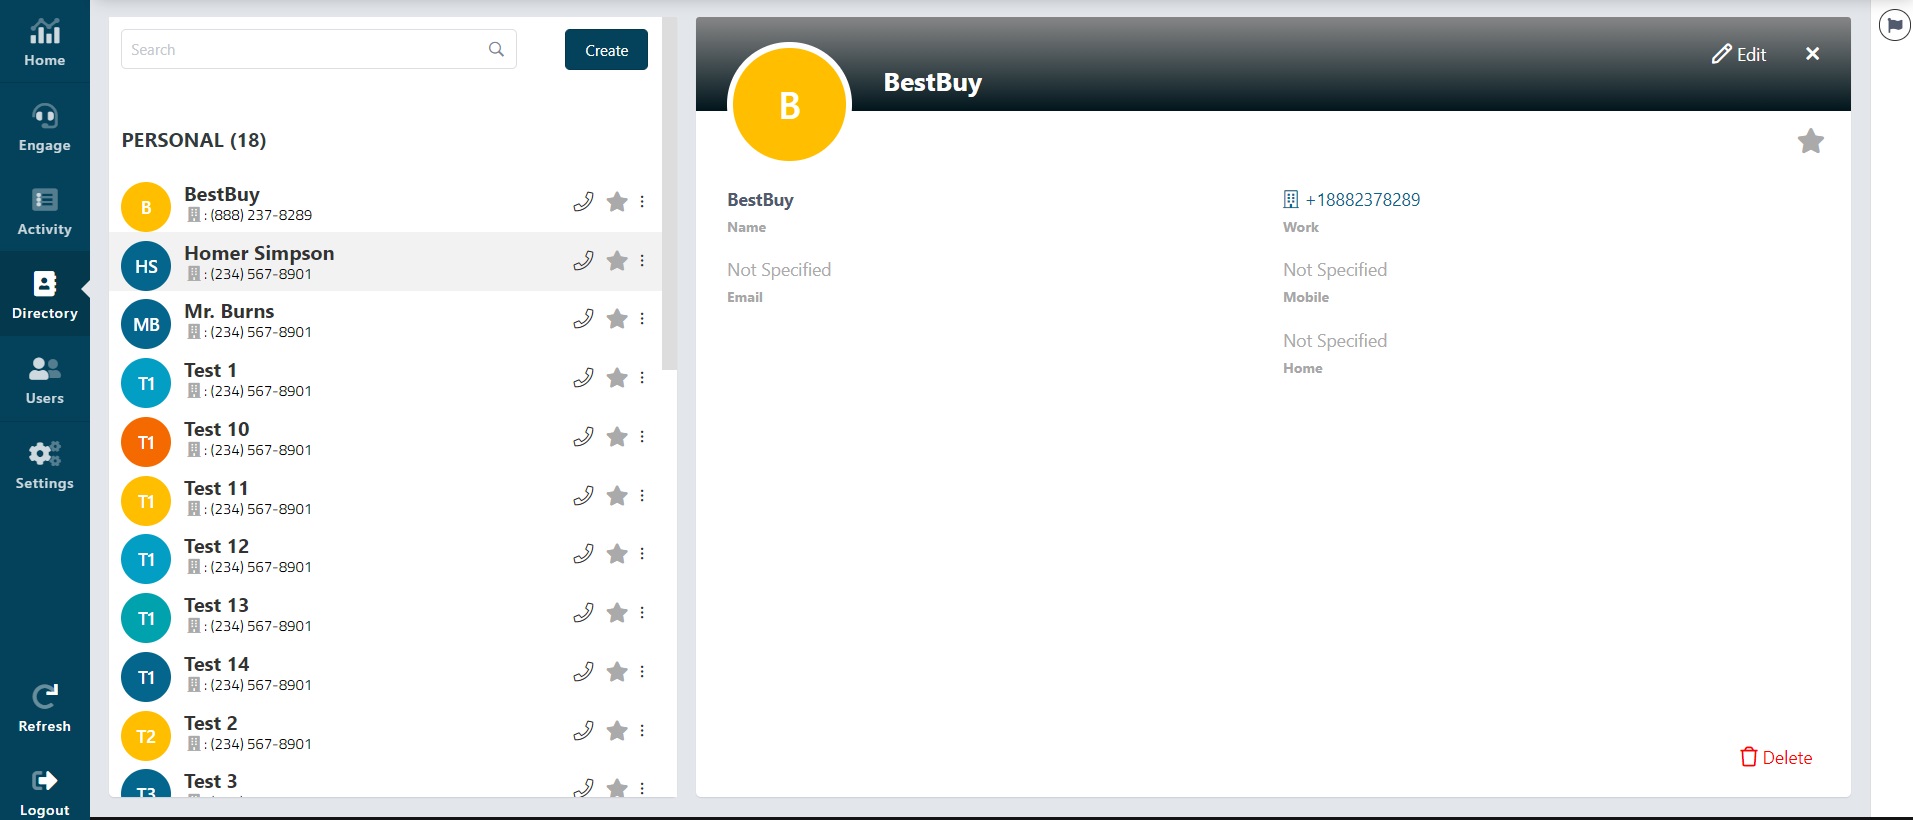 Home
Engage
Activity
Directory
Users
Settings
Refresh
Logout
Search
Create
PERSONAL (18)
B
BestBuy
: (888) 237-8289
HS
Homer Simpson
: (234) 567-8901
MB
Mr. Burns
: (234) 567-8901
T1
Test 1
: (234) 567-8901
T1
Test 10
: (234) 567-8901
T1
Test 11
: (234) 567-8901
T1
Test 12
: (234) 567-8901
T1
Test 13
: (234) 567-8901
T1
Test 14
: (234) 567-8901
T2
Test 2
: (234) 567-8901
T3
Test 3
B
BestBuy
Edit
BestBuy
Name
Not Specified
Email
+18882378289
Work
Not Specified
Mobile
Not Specified
Home
Delete